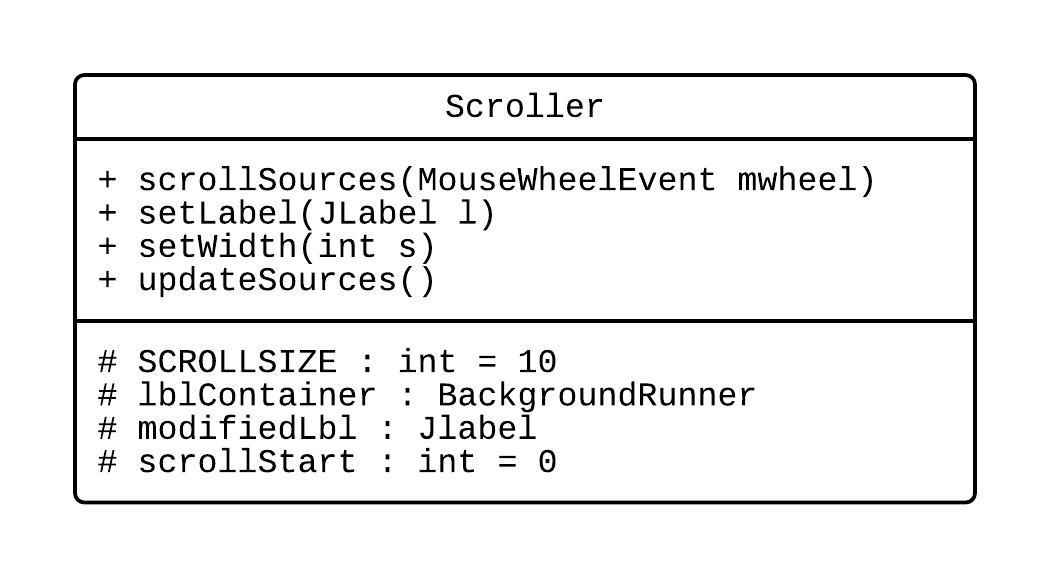 Scroller
+ scrollSources(MouseWheelEvent mwheel)
+ setLabel(JLabel l)
+ setWidth(int s)
+ updateSources()
# SCROLLSIZE : int = 10
# lblContainer : BackgroundRunner
# modifiedLbl : Jlabel
# scrollStart : int = 0